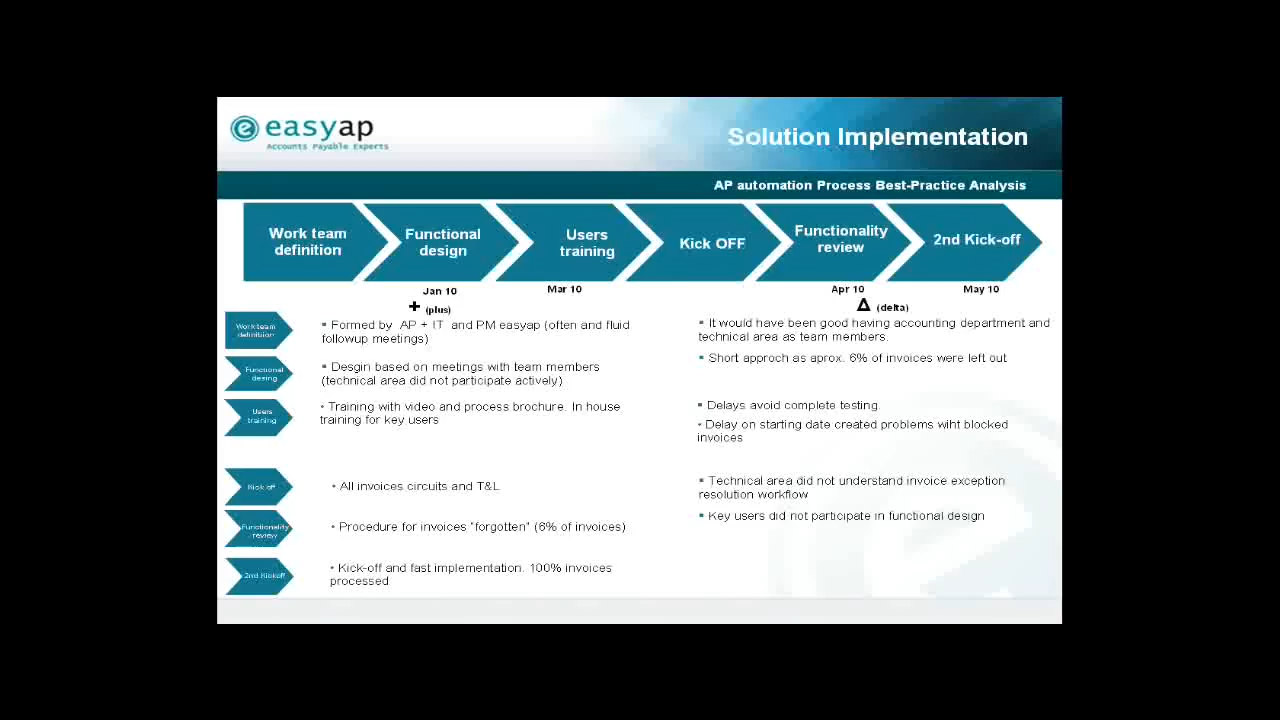 easyap
Accounts Payable Experts
Solution Implementation
AP automation Process Best-Practice Analysis
Work team
definition
Functional
design
Users
training
Kick OFF
Functionality
review
2nd Kick-off
Jan 10
Mar 10
Apr 10
May 10
+ (plus)
Δ (delta)
Work team
definition
▪ Formed by AP + IT and PM easyap (often and fluid
followup meetings)
▪ It would have been good having accounting department and
technical area as team members.
▪ Short approch as aprox. 6% of invoices were left out
Functional
desing
▪ Desgin based on meetings with team members
(technical area did not participate actively)
Users
training
• Training with video and process brochure. In house
training for key users
▪ Delays avoid complete testing.
• Delay on starting date created problems wiht blocked
invoices
Kick off
• All invoices circuits and T&L
▪ Technical area did not understand invoice exception
resolution workflow
▪ Key users did not participate in functional design
Functionality
review
• Procedure for invoices "forgotten" (6% of invoices)
2nd Kickoff
• Kick-off and fast implementation. 100% invoices
processed